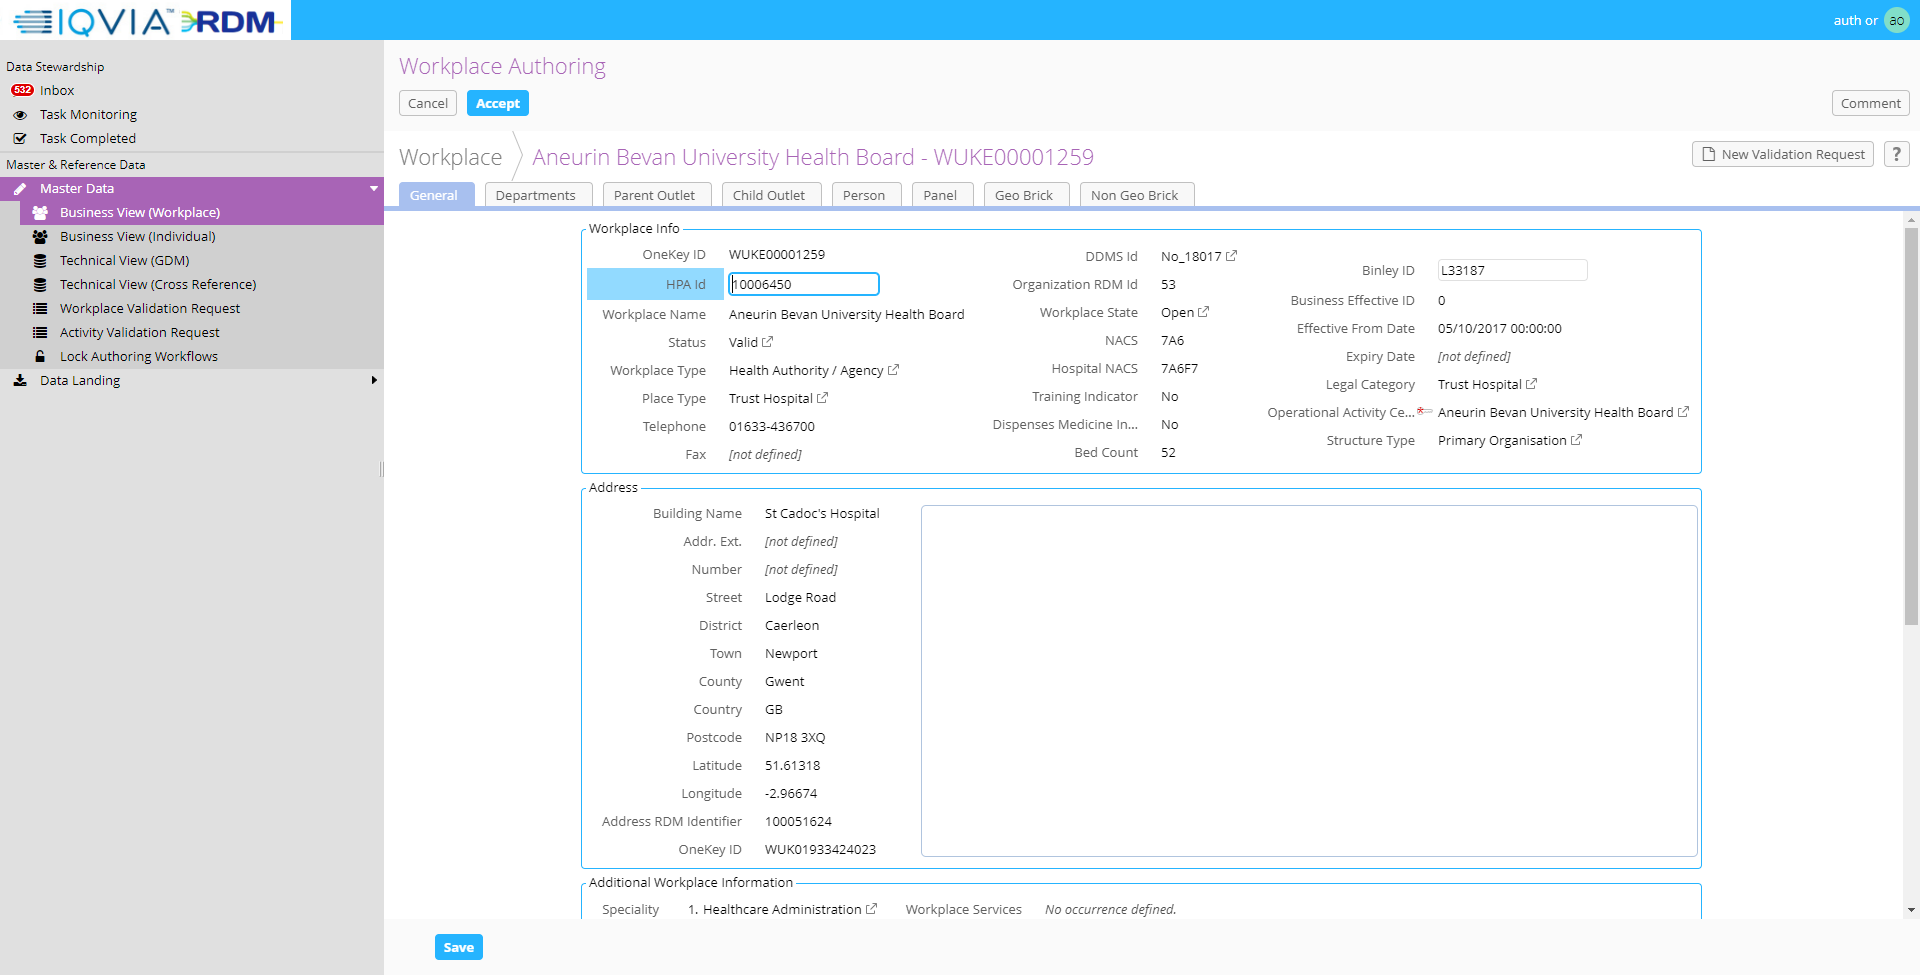 IQVIA™ RDM
auth or ao
Data Stewardship
532 Inbox
Task Monitoring
Task Completed
Master & Reference Data
Master Data
Business View (Workplace)
Business View (Individual)
Technical View (GDM)
Technical View (Cross Reference)
Workplace Validation Request
Activity Validation Request
Lock Authoring Workflows
Data Landing
Workplace Authoring
Cancel Accept Comment
Workplace Aneurin Bevan University Health Board - WUKE00001259 New Validation Request ?
General Departments Parent Outlet Child Outlet Person Panel Geo Brick Non Geo Brick
Workplace Info
OneKey ID WUKE00001259
HPA Id 10006450
Workplace Name Aneurin Bevan University Health Board
Status Valid
Workplace Type Health Authority / Agency
Place Type Trust Hospital
Telephone 01633-436700
Fax [not defined]
DDMS Id No_18017
Organization RDM Id 53
Workplace State Open
NACS 7A6
Hospital NACS 7A6F7
Training Indicator No
Dispenses Medicine In... No
Bed Count 52
Binley ID L33187
Business Effective ID 0
Effective From Date 05/10/2017 00:00:00
Expiry Date [not defined]
Legal Category Trust Hospital
Operational Activity Ce... Aneurin Bevan University Health Board
Structure Type Primary Organisation
Address
Building Name St Cadoc's Hospital
Addr. Ext. [not defined]
Number [not defined]
Street Lodge Road
District Caerleon
Town Newport
County Gwent
Country GB
Postcode NP18 3XQ
Latitude 51.61318
Longitude -2.96674
Address RDM Identifier 100051624
OneKey ID WUK01933424023
Additional Workplace Information
Speciality 1. Healthcare Administration Workplace Services No occurrence defined.
Save